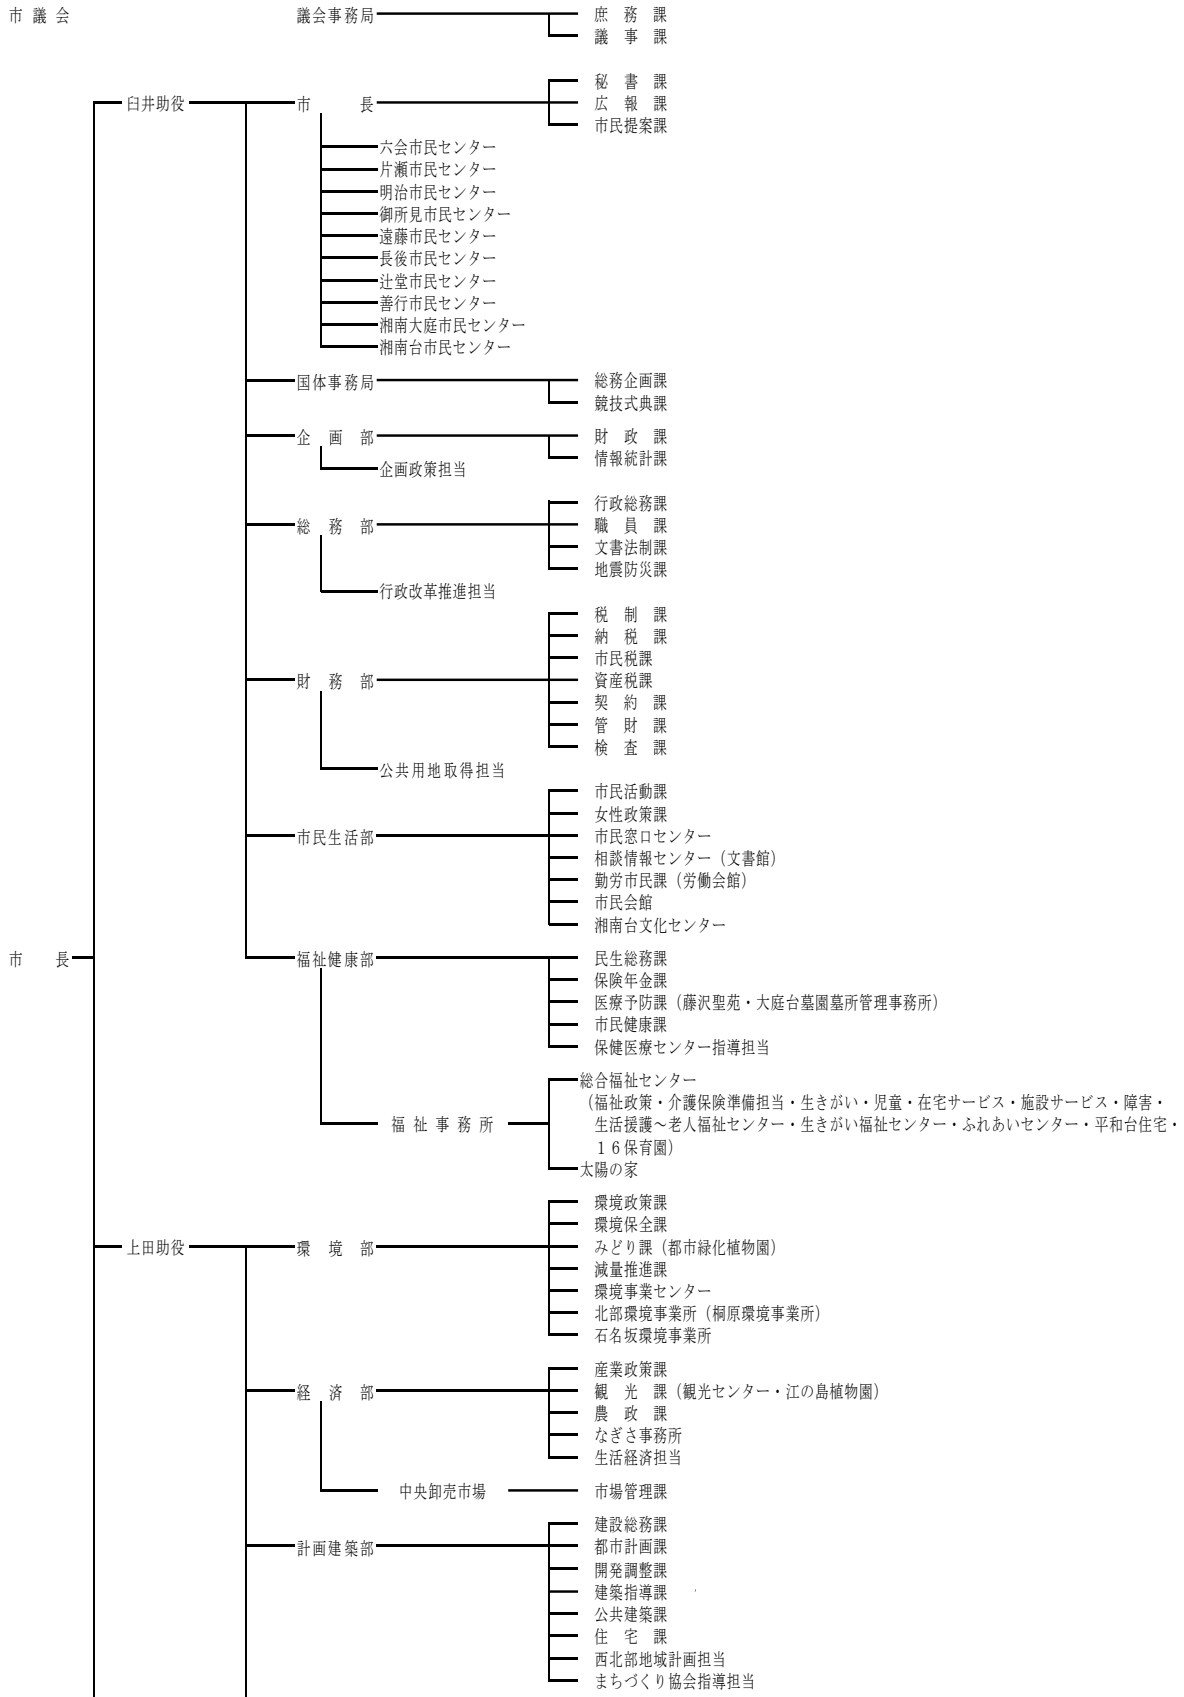 市議会 議会事務局 庶務課
議事課
秘書課
臼井助役 市長 広報課
市民提案課
六会市民センター
片瀬市民センター
明治市民センター
御所見市民センター
遠藤市民センター
長後市民センター
辻堂市民センター
善行市民センター
湘南大庭市民センター
湘南台市民センター
国体事務局 総務企画課
競技式典課
企画部 財政課
情報統計課
企画政策担当
行政総務課
総務部 職員課
文書法制課
地震防災課
行政改革推進担当
税制課
納税課
市民税課
財務部 資産税課
契約課
管財課
検査課
公共用地取得担当
市民活動課
女性政策課
市民生活部 市民窓口センター
相談情報センター（文書館）
勤労市民課（労働会館）
市民会館
湘南台文化センター
市長 福祉健康部 民生総務課
保険年金課
医療予防課（藤沢聖苑・大庭台墓園墓所管理事務所）
市民健康課
保健医療センター指導担当
総合福祉センター
（福祉政策・介護保険準備担当・生きがい・児童・在宅サービス・施設サービス・障害・
福祉事務所 生活援護～老人福祉センター・生きがい福祉センター・ふれあいセンター・平和台住宅・
１６保育園）
太陽の家
環境政策課
環境保全課
上田助役 環境部 みどり課（都市緑化植物園）
減量推進課
環境事業センター
北部環境事業所（桐原環境事業所）
石名坂環境事業所
産業政策課
経済部 観光課（観光センター・江の島植物園）
農政課
なぎさ事務所
生活経済担当
中央卸売市場 市場管理課
建設総務課
計画建築部 都市計画課
開発調整課
建築指導課
公共建築課
住宅課
西北部地域計画担当
まちづくり協会指導担当